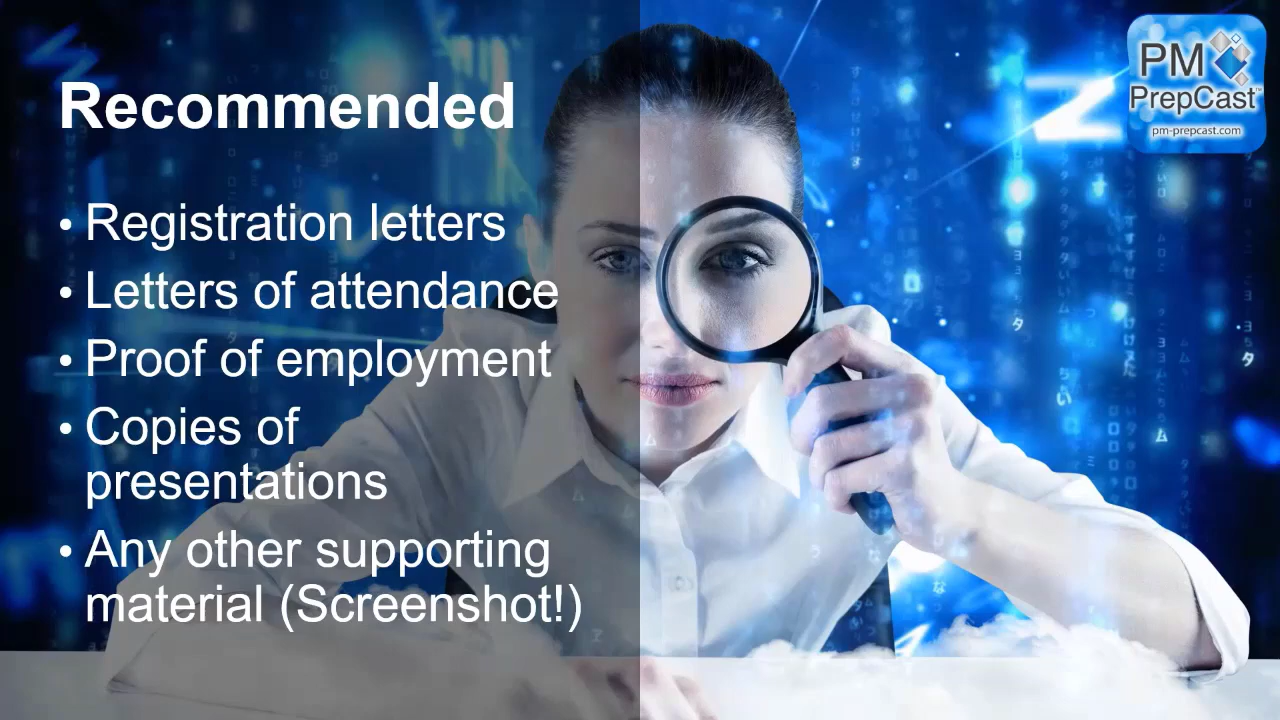 Recommended
• Registration letters
• Letters of attendance
• Proof of employment
• Copies of
presentations
• Any other supporting
material (Screenshot!)
PM
PrepCast™
pm-prepcast.com